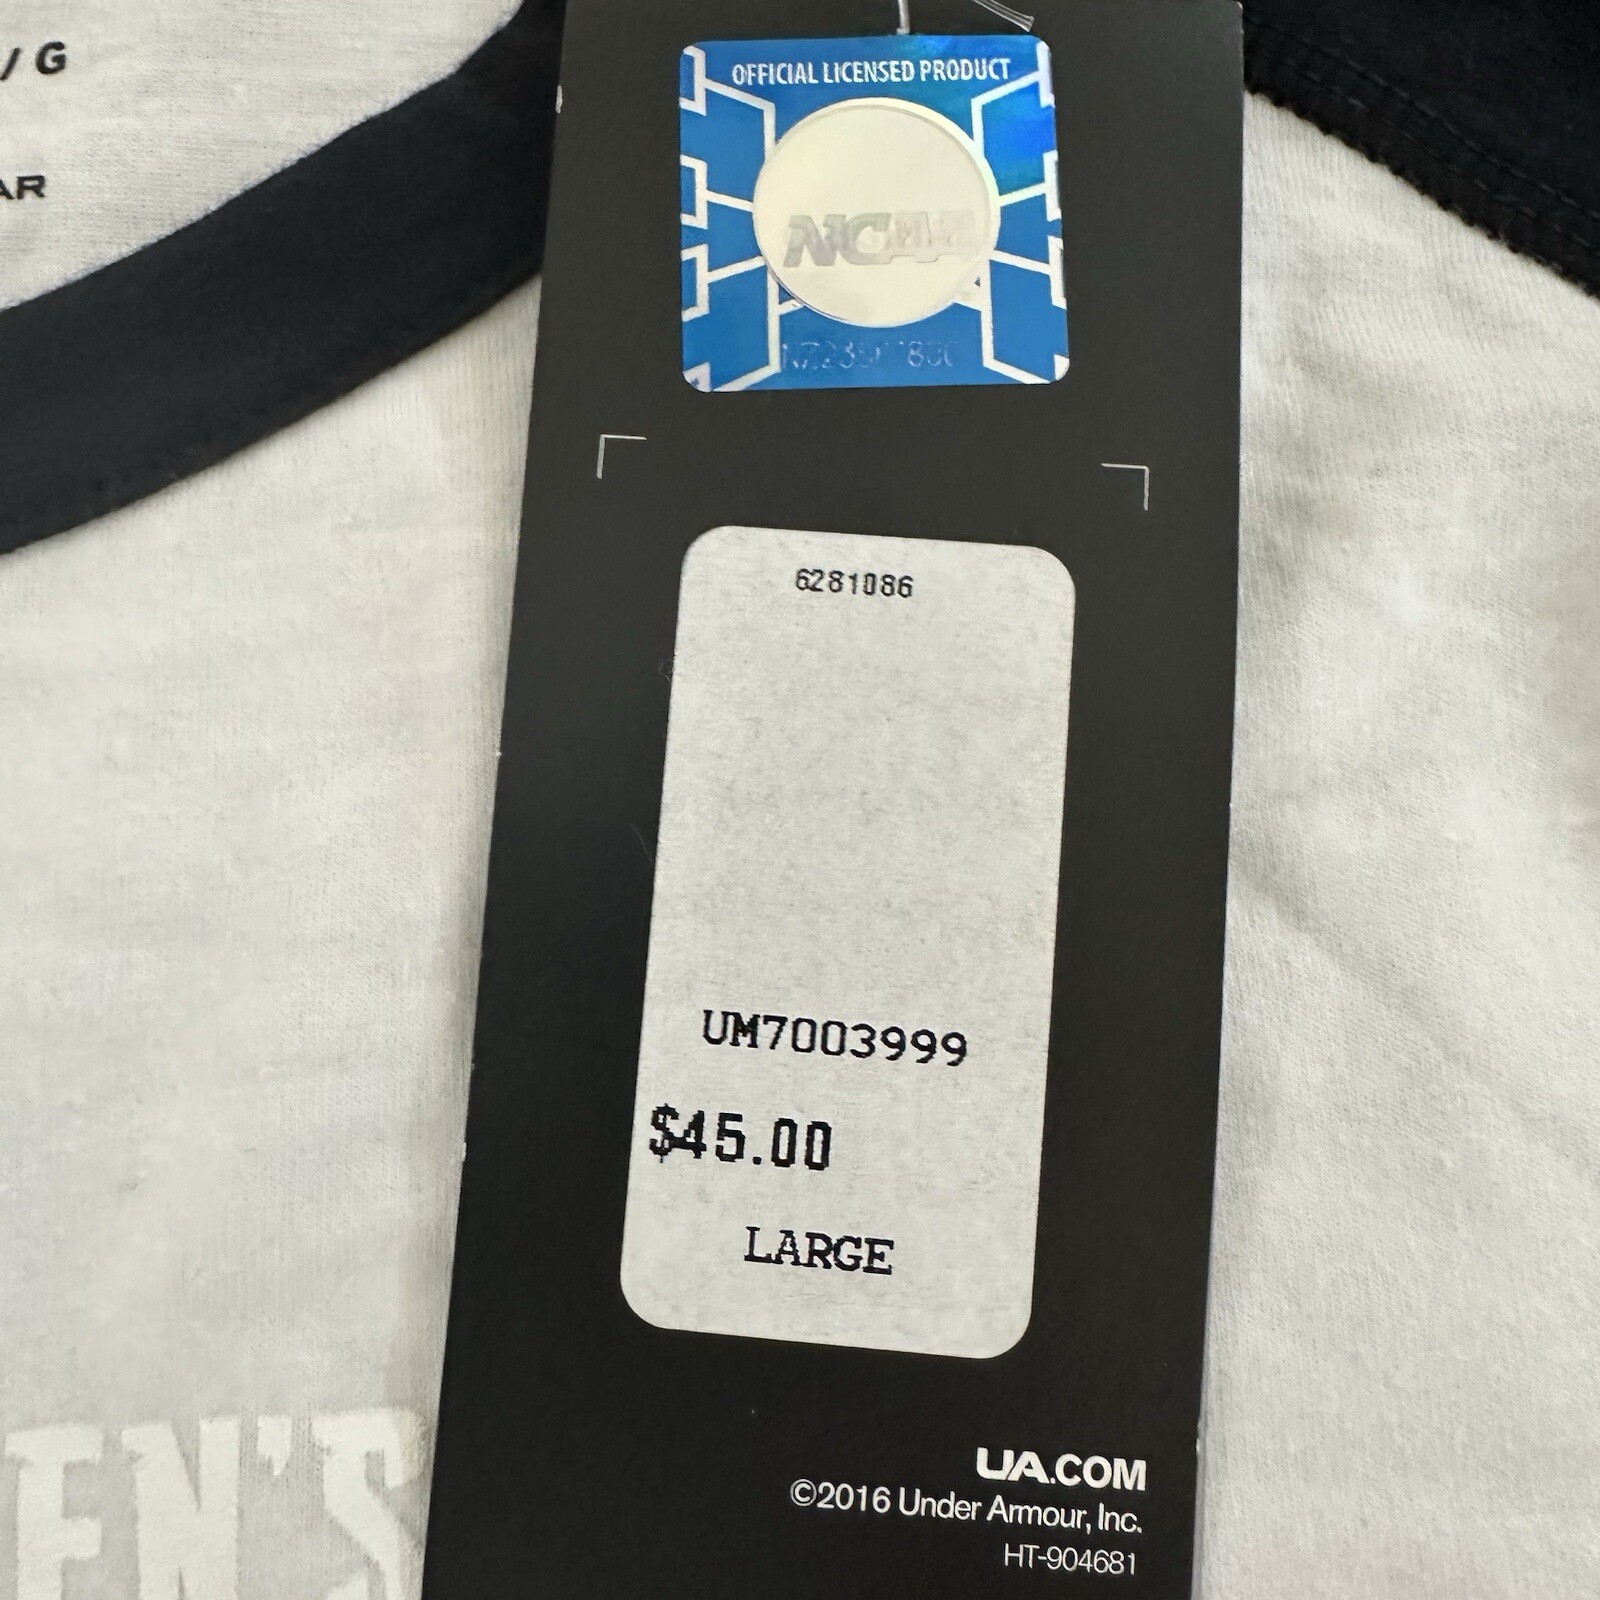 / G
AR
OFFICIAL LICENSED PRODUCT
NCAA
6281086
UM7003999
$45.00
LARGE
EN'S
UA.COM
©2016 Under Armour, Inc.
HT-904681